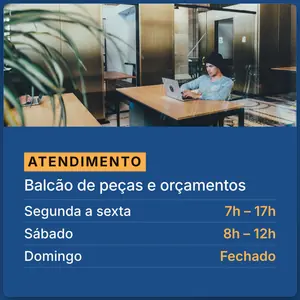 ATENDIMENTO
Balcão de peças e orçamentos
Segunda a sexta 7h – 17h
Sábado 8h – 12h
Domingo Fechado